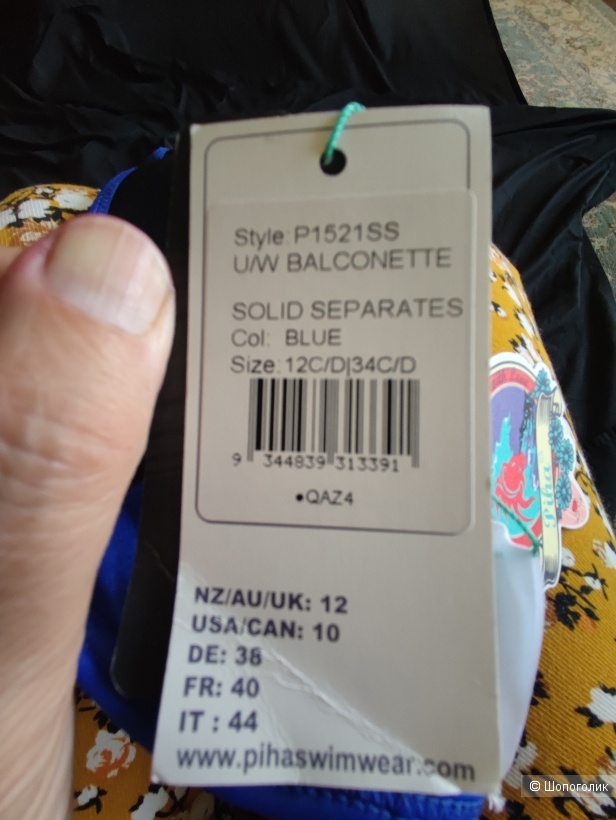 Style: P1521SS
U/W BALCONETTE
SOLID SEPARATES
Col: BLUE
Size: 12C/D|34C/D
9 344839 313391
•QAZ4
NZ/AU/UK: 12
USA/CAN: 10
DE: 38
FR: 40
IT : 44
www.pihaswimwear.com
Piha
© Шопоголик